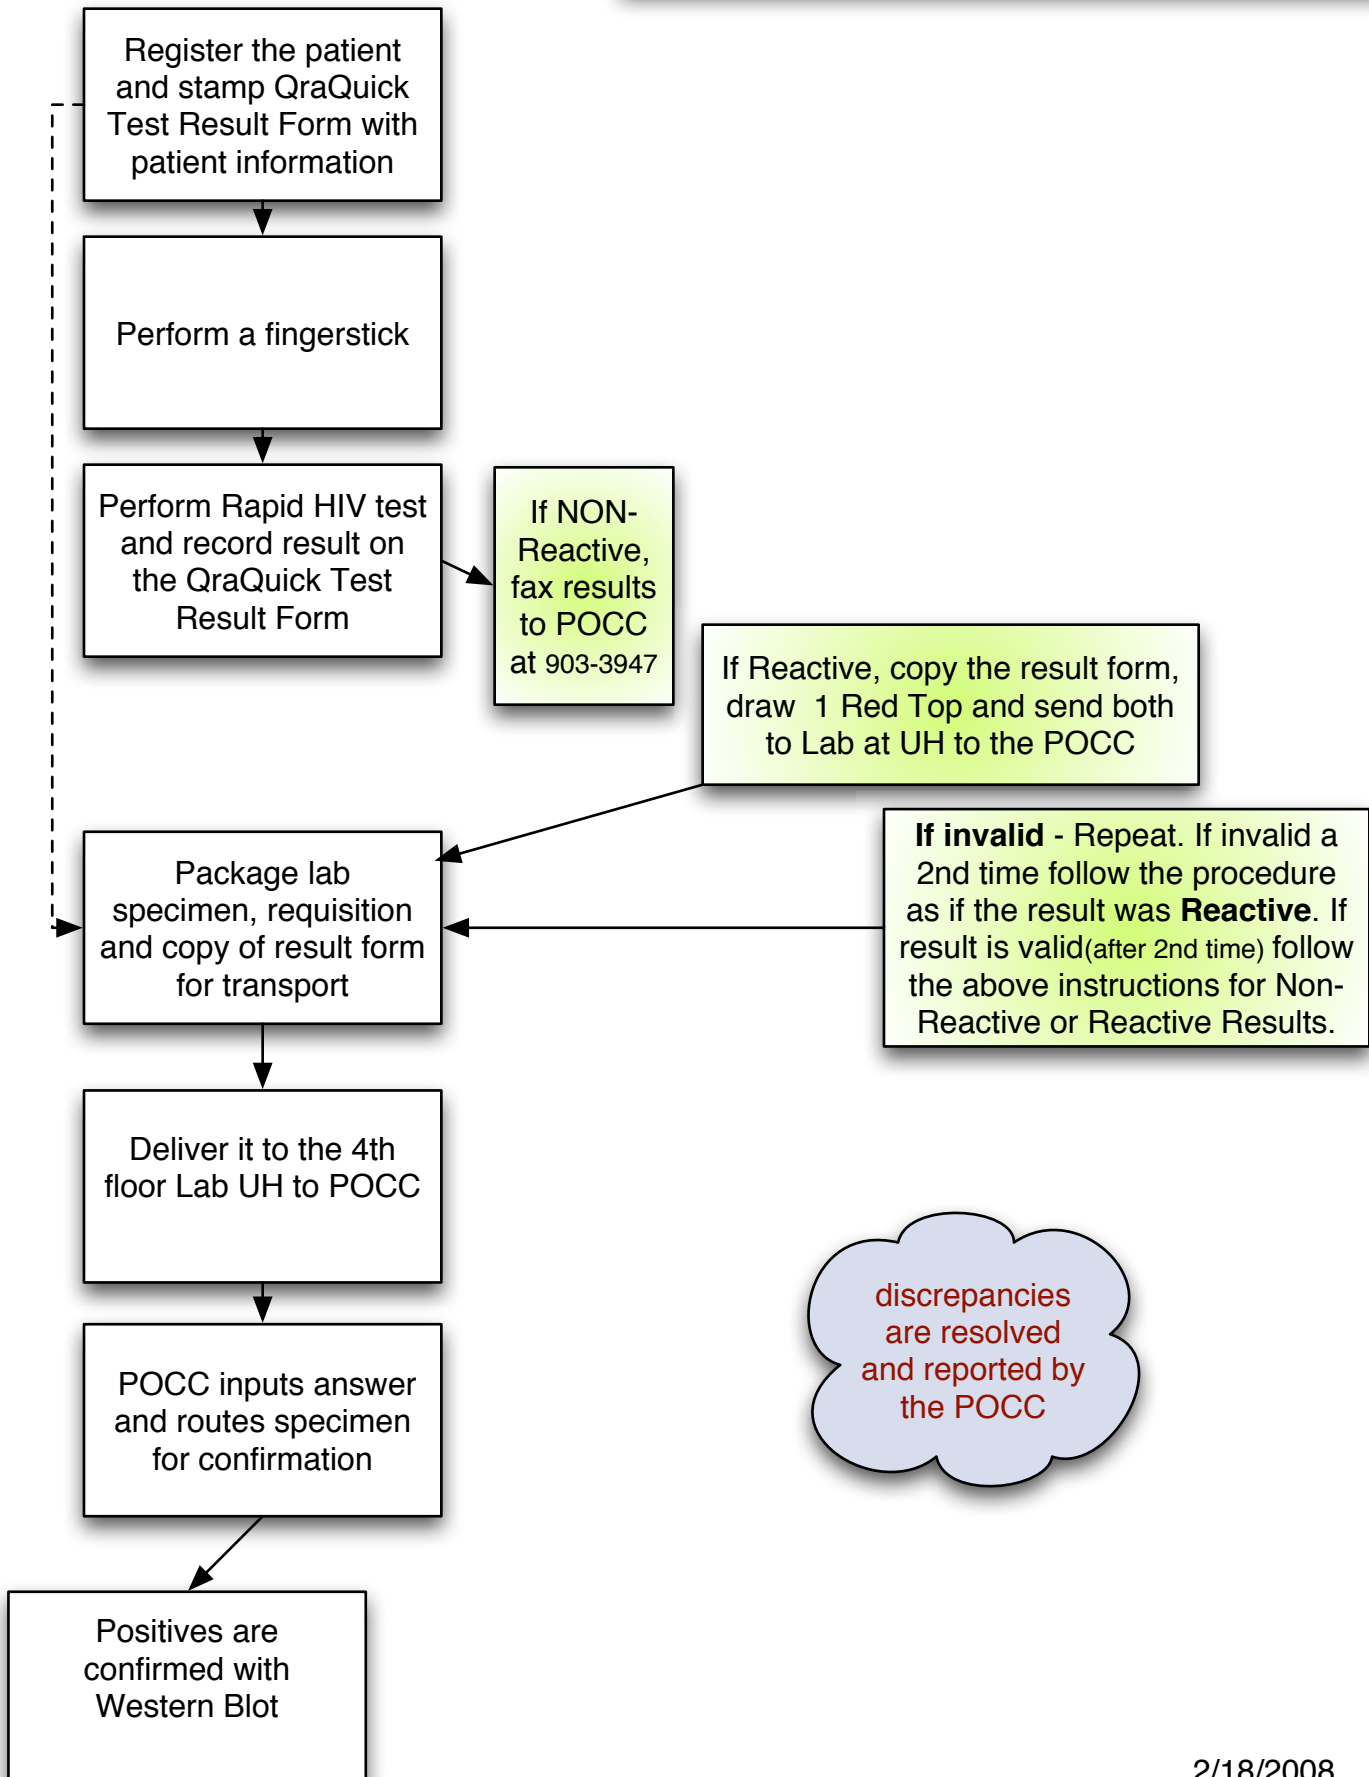 Register the patient
and stamp QraQuick
Test Result Form with
patient information
Perform a fingerstick
Perform Rapid HIV test
and record result on
the QraQuick Test
Result Form
If NON-
Reactive,
fax results
to POCC
at 903-3947
If Reactive, copy the result form,
draw 1 Red Top and send both
to Lab at UH to the POCC
If invalid - Repeat. If invalid a
2nd time follow the procedure
as if the result was Reactive. If
result is valid(after 2nd time) follow
the above instructions for Non-
Reactive or Reactive Results.
Package lab
specimen, requisition
and copy of result form
for transport
Deliver it to the 4th
floor Lab UH to POCC
discrepancies
are resolved
and reported by
the POCC
POCC inputs answer
and routes specimen
for confirmation
Positives are
confirmed with
Western Blot
2/18/2008